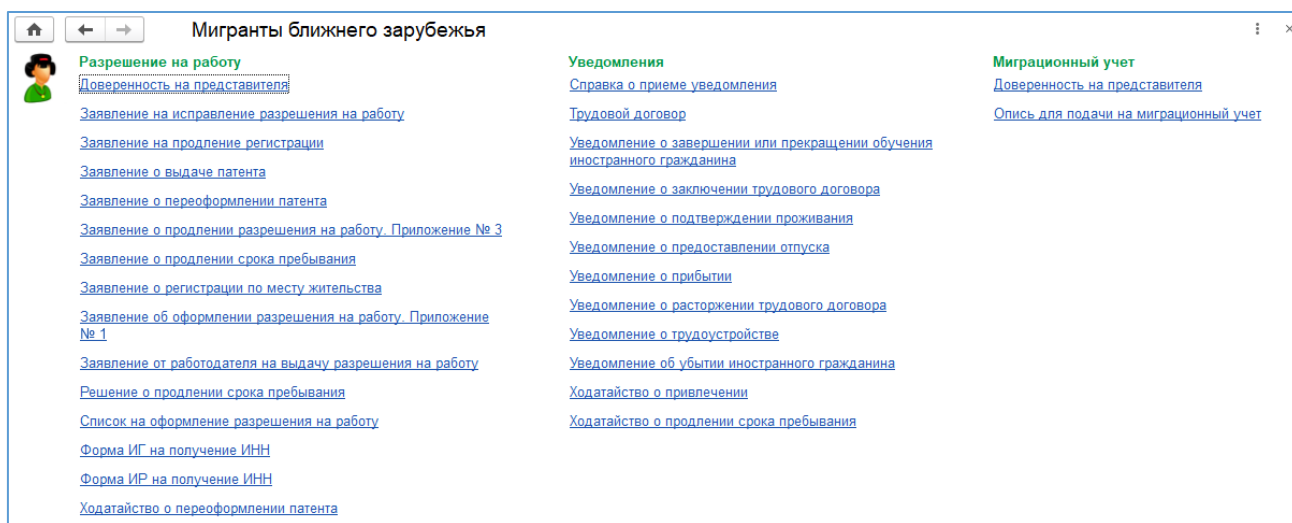 Мигранты ближнего зарубежья
Разрешение на работу
Доверенность на представителя
Заявление на исправление разрешения на работу
Заявление на продление регистрации
Заявление о выдаче патента
Заявление о переоформлении патента
Заявление о продлении разрешения на работу. Приложение № 3
Заявление о продлении срока пребывания
Заявление о регистрации по месту жительства
Заявление об оформлении разрешения на работу. Приложение
№ 1
Заявление от работодателя на выдачу разрешения на работу
Решение о продлении срока пребывания
Список на оформление разрешения на работу
Форма ИГ на получение ИНН
Форма ИР на получение ИНН
Ходатайство о переоформлении патента
Уведомления
Справка о приеме уведомления
Трудовой договор
Уведомление о завершении или прекращении обучения
иностранного гражданина
Уведомление о заключении трудового договора
Уведомление о подтверждении проживания
Уведомление о предоставлении отпуска
Уведомление о прибытии
Уведомление о расторжении трудового договора
Уведомление о трудоустройстве
Уведомление об убытии иностранного гражданина
Ходатайство о привлечении
Ходатайство о продлении срока пребывания
Миграционный учет
Доверенность на представителя
Опись для подачи на миграционный учет